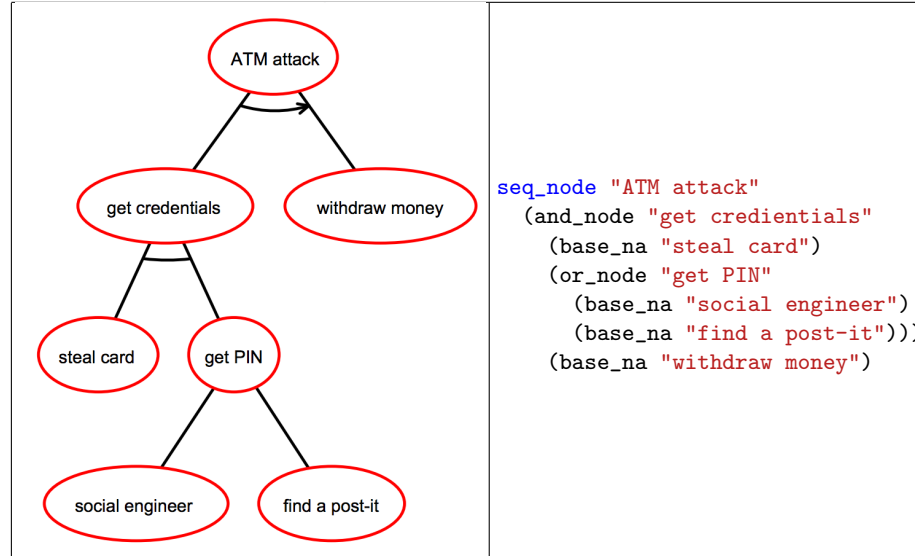 ATM attack
get credentials
withdraw money
steal card
get PIN
social engineer
find a post-it
seq_node "ATM attack"
(and_node "get credientials"
(base_na "steal card")
(or_node "get PIN"
(base_na "social engineer")
(base_na "find a post-it")))
(base_na "withdraw money")